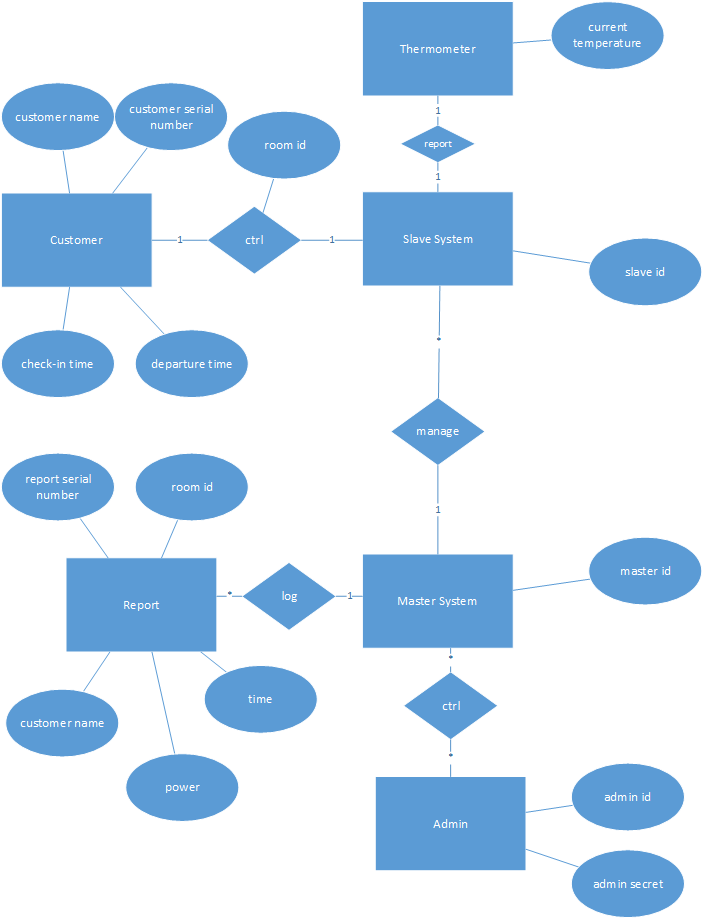 Thermometer
current
temperature
1
report
1
customer name
customer serial
number
room id
Customer
1
ctrl
1
Slave System
slave id
check-in time
departure time
*
manage
1
report serial
number
room id
Report
*
log
1
Master System
master id
customer name
power
time
*
ctrl
*
Admin
admin id
admin secret